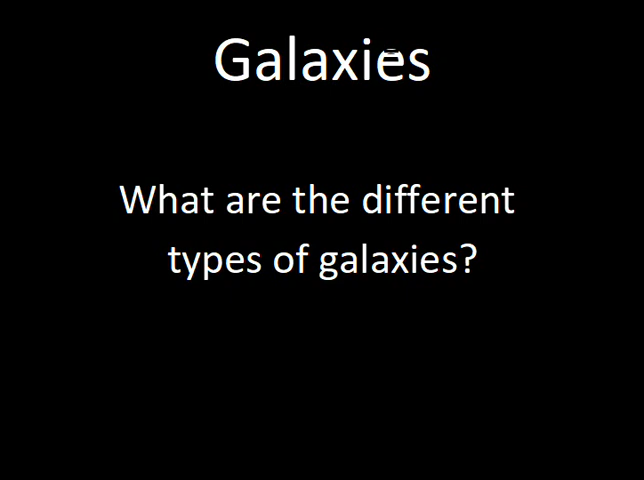 Galaxies
What are the different
types of galaxies?